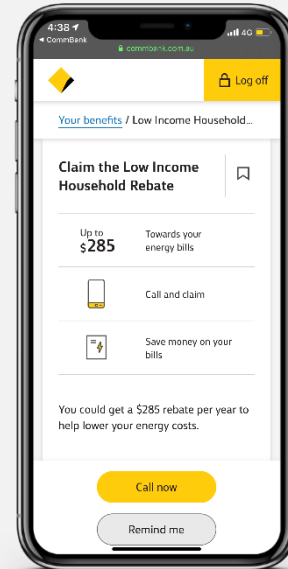 4:38
4G
CommBank
commbank.com.au
Log off
Your benefits / Low Income Household...
Claim the Low Income
Household Rebate
Up to
$285
Towards your
energy bills
Call and claim
Save money on your
bills
You could get a $285 rebate per year to
help lower your energy costs.
Call now
Remind me